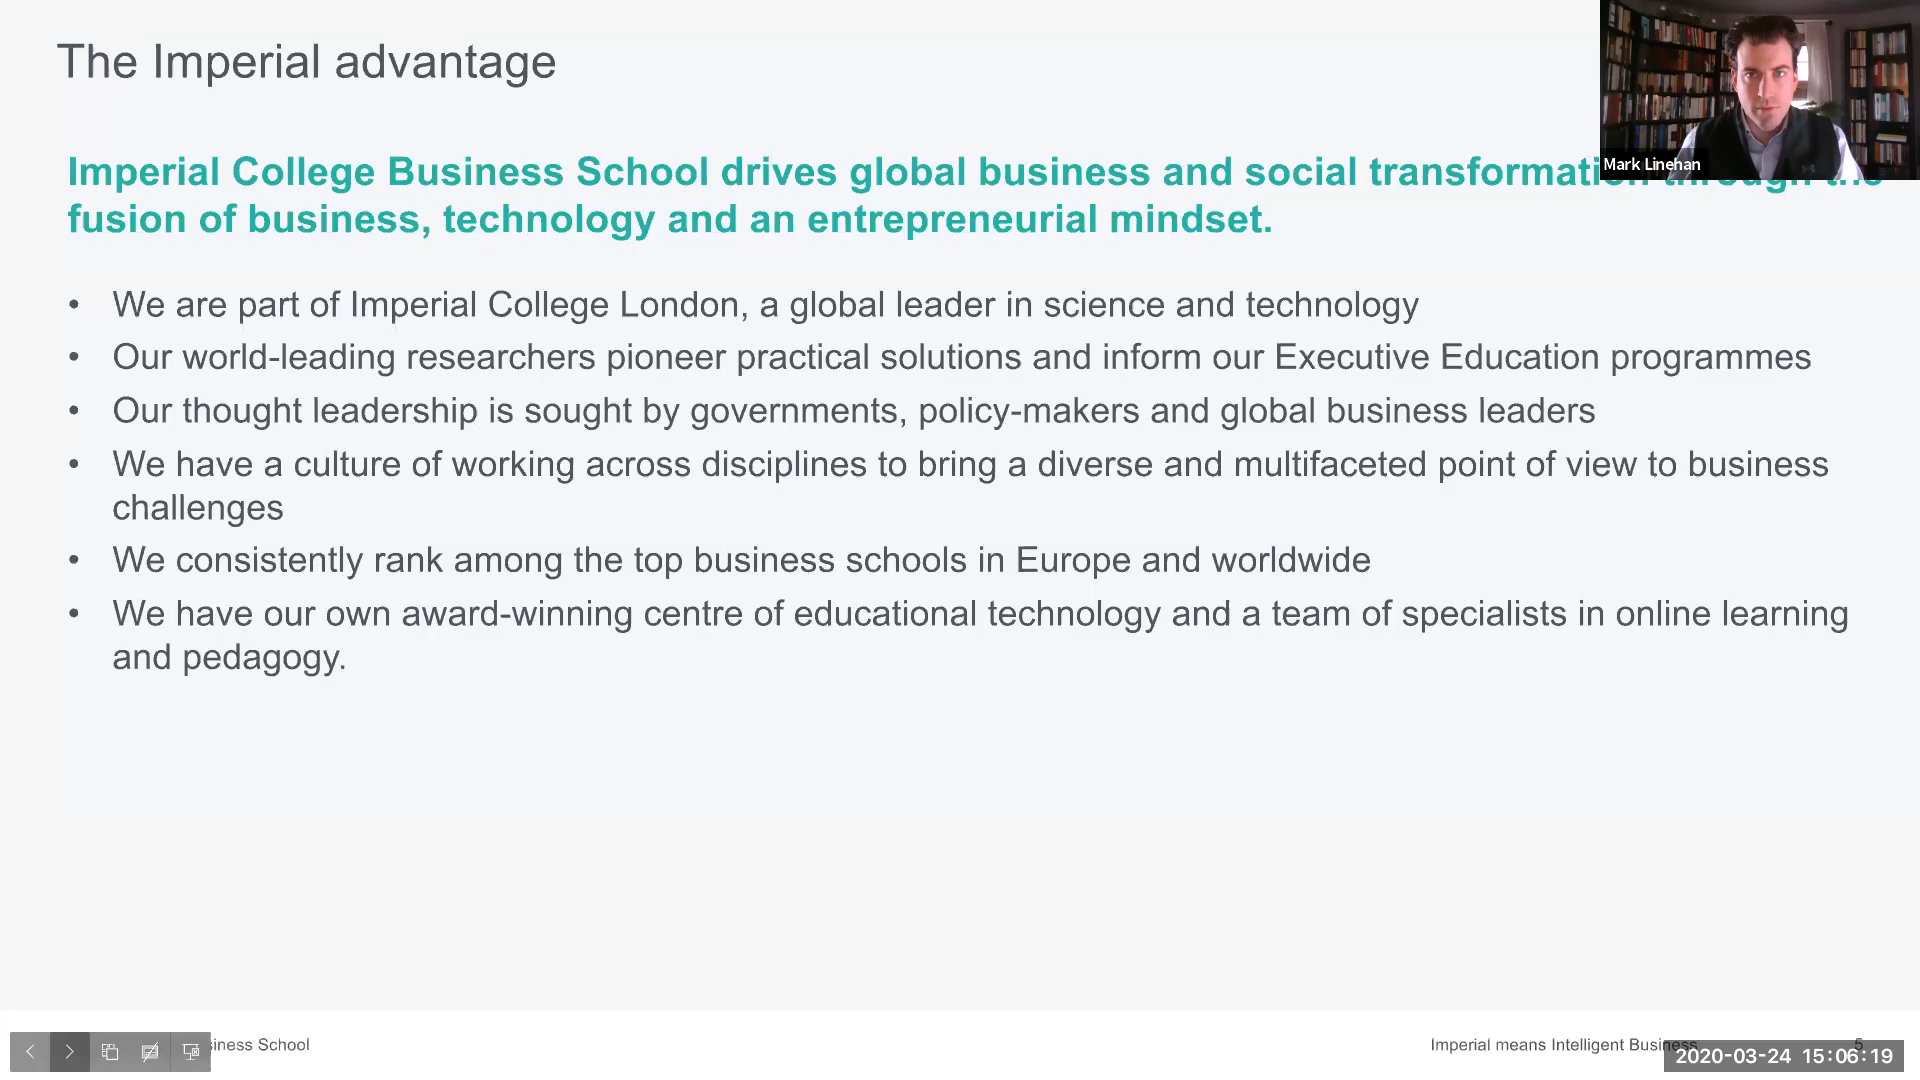 The Imperial advantage
Mark Linehan
Imperial College Business School drives global business and social transformation through the
fusion of business, technology and an entrepreneurial mindset.
• We are part of Imperial College London, a global leader in science and technology
• Our world-leading researchers pioneer practical solutions and inform our Executive Education programmes
• Our thought leadership is sought by governments, policy-makers and global business leaders
• We have a culture of working across disciplines to bring a diverse and multifaceted point of view to business
challenges
• We consistently rank among the top business schools in Europe and worldwide
• We have our own award-winning centre of educational technology and a team of specialists in online learning
and pedagogy.
siness School
Imperial means Intelligent Business
5
2020-03-24 15:06:19